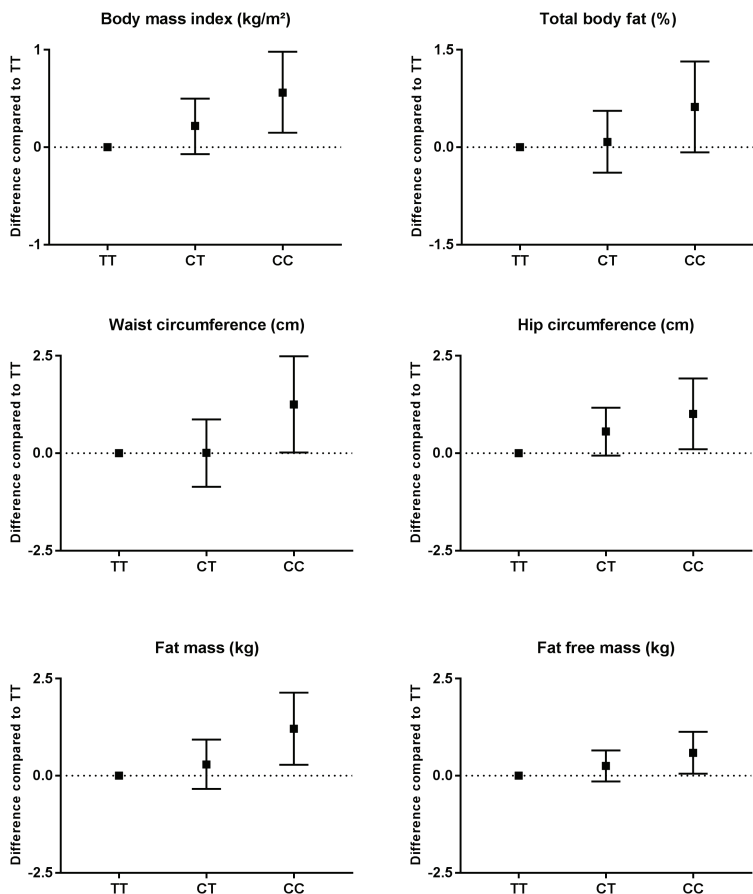 Body mass index (kg/m²)
Difference compared to TT
1
0
-1
TT CT CC
Total body fat (%)
Difference compared to TT
1.5
0.0
-1.5
TT CT CC
Waist circumference (cm)
Difference compared to TT
2.5
0.0
-2.5
TT CT CC
Hip circumference (cm)
Difference compared to TT
2.5
0.0
-2.5
TT CT CC
Fat mass (kg)
Difference compared to TT
2.5
0.0
-2.5
TT CT CC
Fat free mass (kg)
Difference compared to TT
2.5
0.0
-2.5
TT CT CC